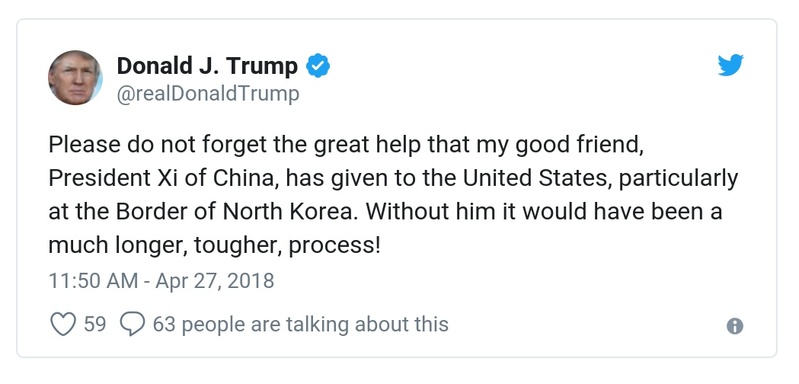 Donald J. Trump
@realDonaldTrump
Please do not forget the great help that my good friend,
President Xi of China, has given to the United States, particularly
at the Border of North Korea. Without him it would have been a
much longer, tougher, process!
11:50 AM - Apr 27, 2018
59 63 people are talking about this